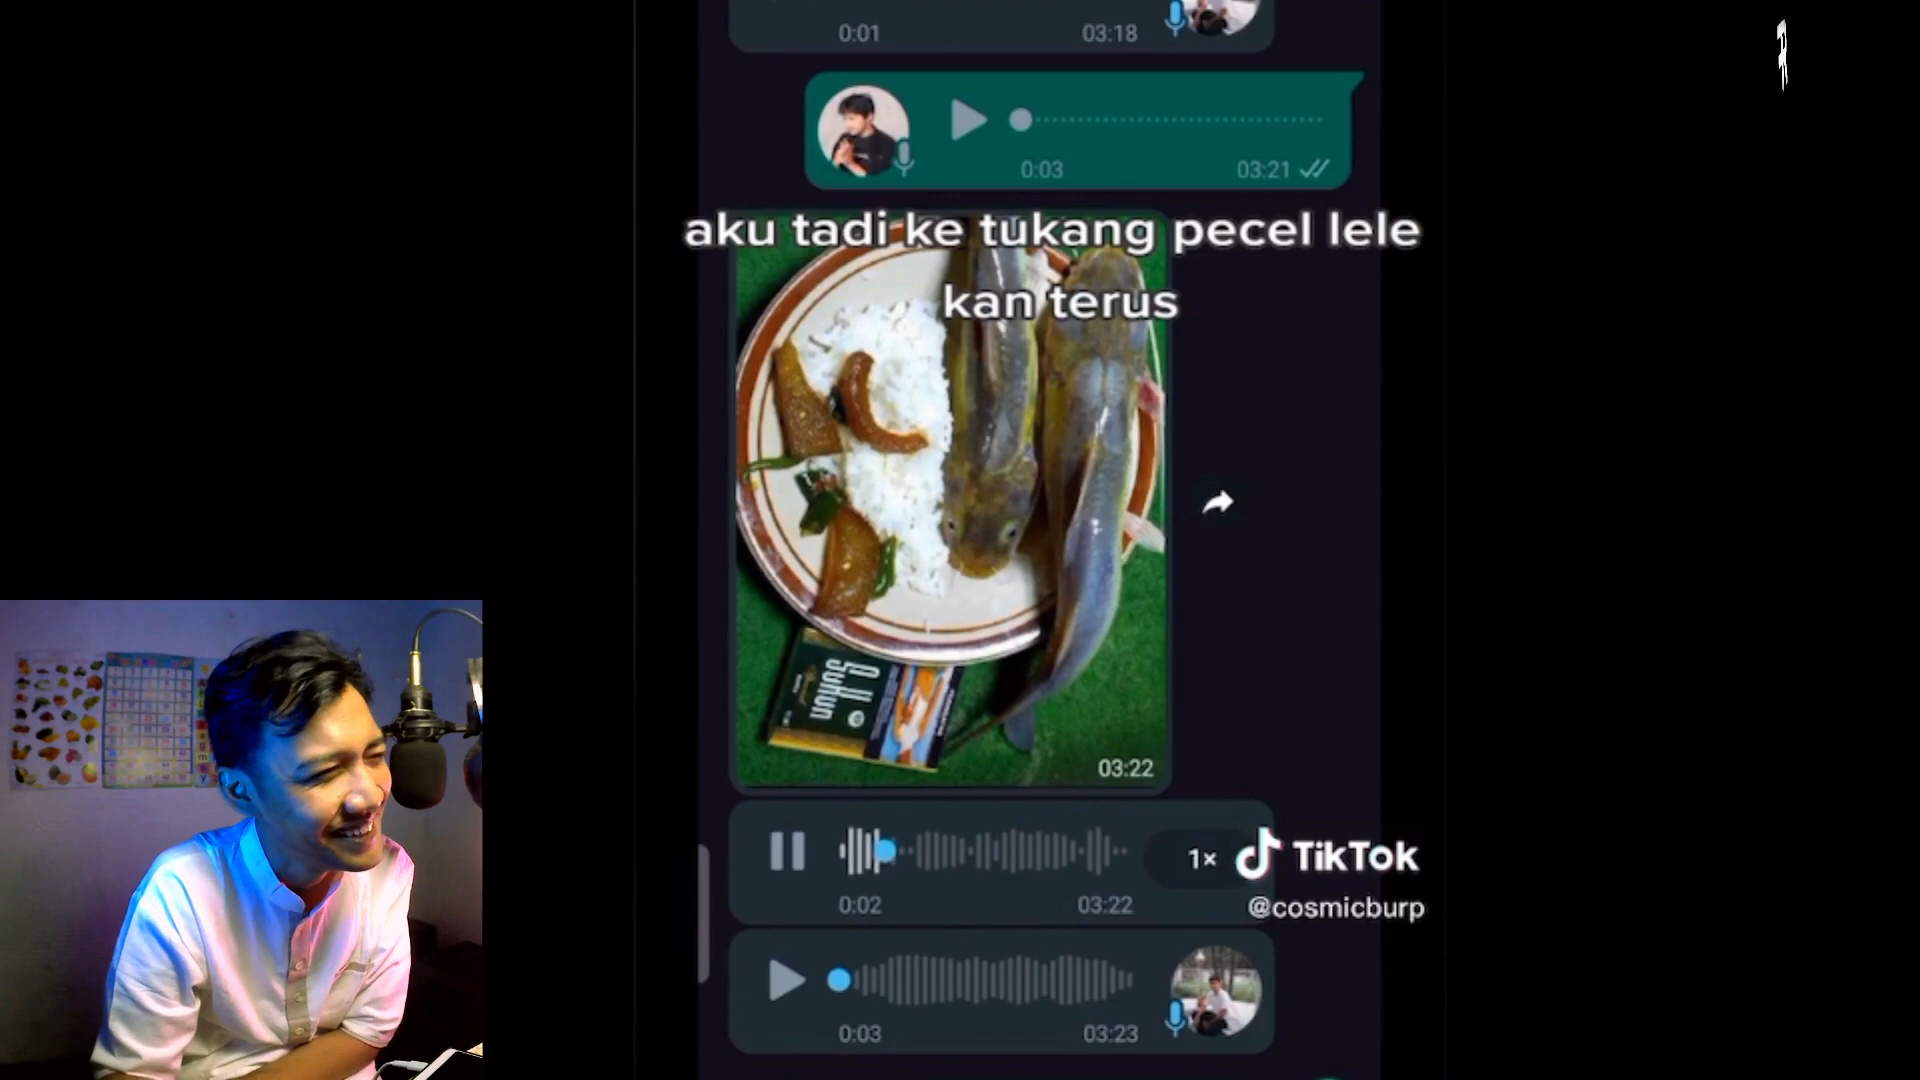 0:01
03:18
0:03
03:21
aku tadi ke tukang pecel lele
kan terus
03:22
1×
TikTok
0:02
03:22
@cosmicburp
0:03
03:23